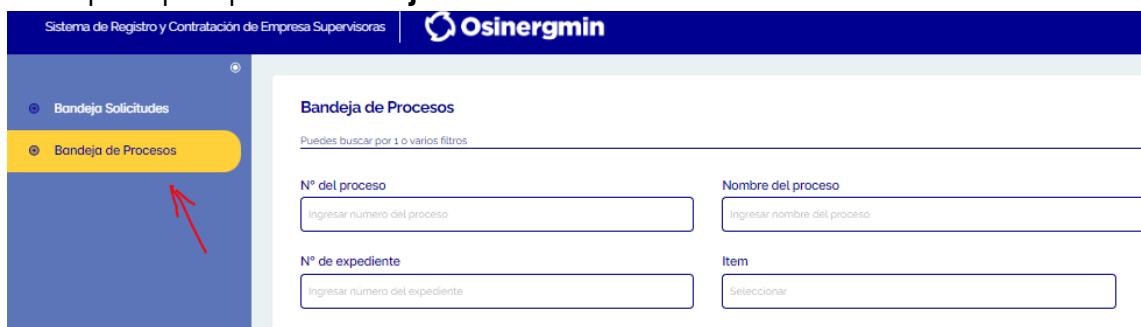 Sistema de Registro y Contratación de Empresa Supervisoras
Osinergmin
Bandeja Solicitudes
Bandeja de Procesos
Bandeja de Procesos
Puedes buscar por 1 o varios filtros
N° del proceso
Nombre del proceso
Ingresar número del proceso
Ingresar nombre del proceso
N° de expediente
Item
Ingresar número del expediente
Seleccionar